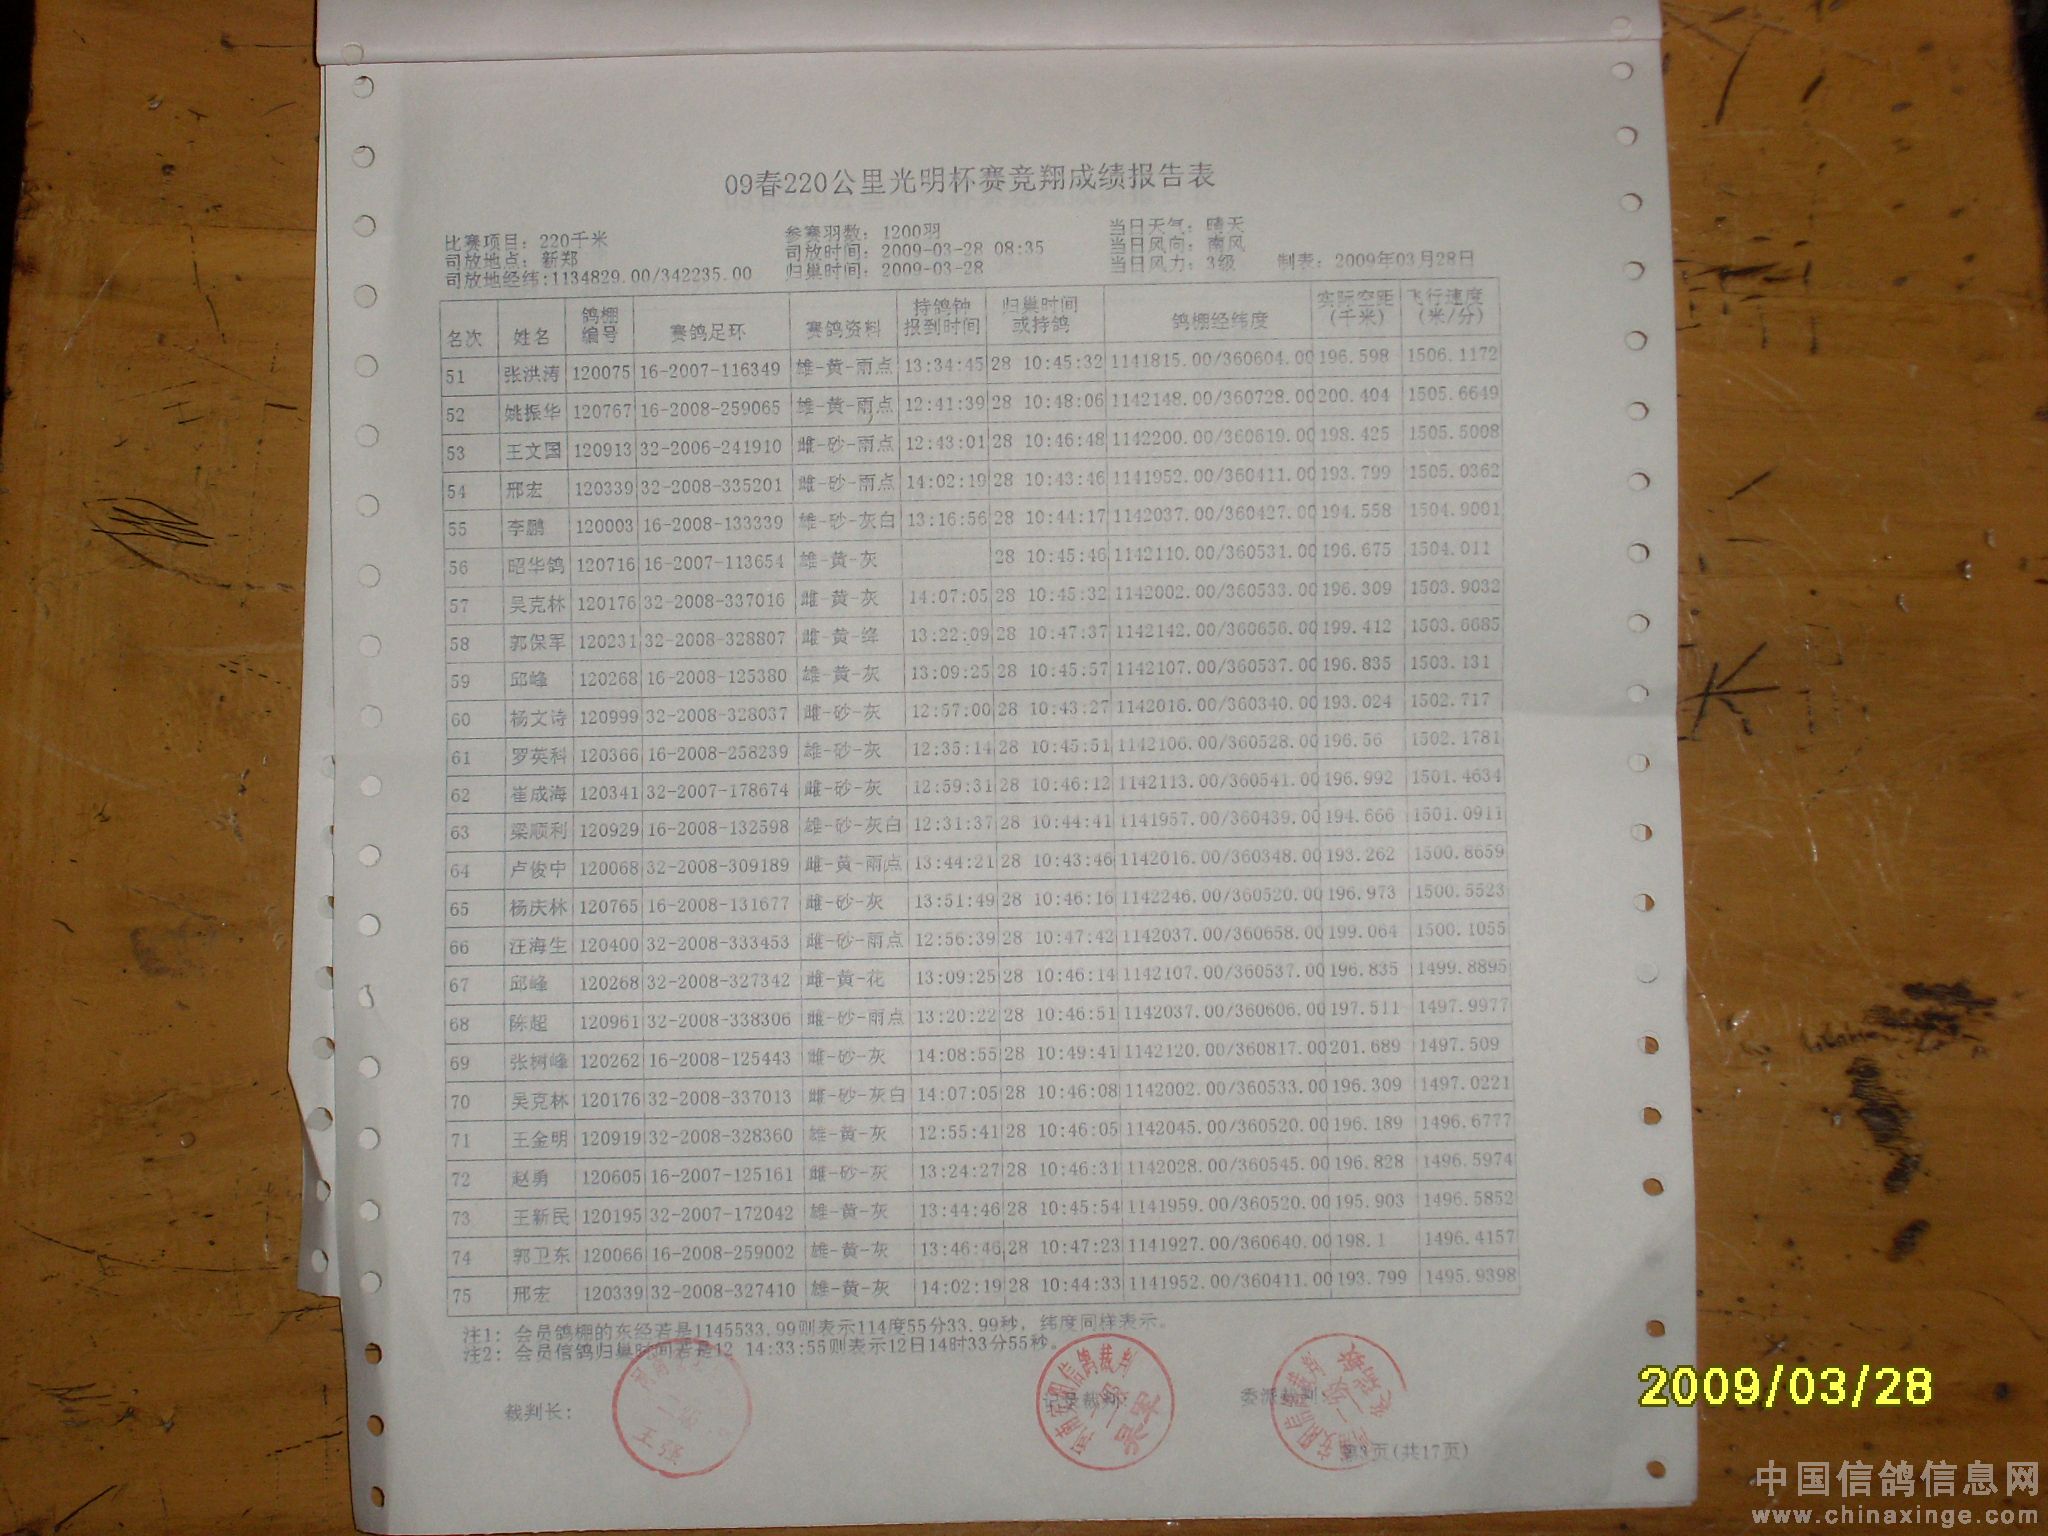 09春220公里光明杯赛竞翔成绩报告表
比赛项目: 220千米 参赛羽数: 1200羽 当日天气: 晴天
司放地点: 新郑 司放时间: 2009-03-28 08:35 当日风向: 南风
司放地经纬:1134829.00/342235.00 归巢时间: 2009-03-28 当日风力: 3级 制表: 2009年03月28日
名次 姓名 鸽棚编号 赛鸽足环 赛鸽资料 持鸽钟报到时间 归巢时间或持鸽 鸽棚经纬度 实际空距(千米) 飞行速度(米/分)
51 张洪涛 120075 16-2007-116349 雄-黄-雨点 13:34:45 28 10:45:32 1141815.00/360604.00 196.598 1506.1172
52 姚振华 120767 16-2008-259065 雄-黄-雨点 12:41:39 28 10:48:06 1142148.00/360728.00 200.404 1505.6649
53 王文国 120913 32-2006-241910 雌-砂-雨点 12:43:01 28 10:46:48 1142200.00/360619.00 198.425 1505.5008
54 邢宏 120339 32-2008-335201 雌-砂-雨点 14:02:19 28 10:43:46 1141952.00/360411.00 193.799 1505.0362
55 李鹏 120003 16-2008-133339 雄-砂-灰白 13:16:56 28 10:44:17 1142037.00/360427.00 194.558 1504.9001
56 昭华鸽 120716 16-2007-113654 雄-黄-灰 28 10:45:46 1142110.00/360531.00 196.675 1504.011
57 吴克林 120176 32-2008-337016 雌-黄-灰 14:07:05 28 10:45:32 1142002.00/360533.00 196.309 1503.9032
58 郭保军 120231 32-2008-328807 雌-黄-绛 13:22:09 28 10:47:37 1142142.00/360656.00 199.412 1503.6685
59 邱峰 120268 16-2008-125380 雄-黄-灰 13:09:25 28 10:45:57 1142107.00/360537.00 196.835 1503.131
60 杨文诗 120999 32-2008-328037 雌-砂-灰 12:57:00 28 10:43:27 1142016.00/360340.00 193.024 1502.717
61 罗英科 120366 16-2008-258239 雄-砂-灰 12:35:14 28 10:45:51 1142106.00/360528.00 196.56 1502.1781
62 崔成海 120341 32-2007-178674 雌-砂-灰 12:59:31 28 10:46:12 1142113.00/360541.00 196.992 1501.4634
63 梁顺利 120929 16-2008-132598 雄-砂-灰白 12:31:37 28 10:44:41 1141957.00/360439.00 194.666 1501.0911
64 卢俊中 120068 32-2008-309189 雌-黄-雨点 13:44:21 28 10:43:46 1142016.00/360348.00 193.262 1500.8659
65 杨庆林 120765 16-2008-131677 雌-砂-灰 13:51:49 28 10:46:16 1142246.00/360520.00 196.973 1500.5523
66 汪海生 120400 32-2008-333453 雌-砂-雨点 12:56:39 28 10:47:42 1142037.00/360658.00 199.064 1500.1055
67 邱峰 120268 32-2008-327342 雌-黄-花 13:09:25 28 10:46:14 1142107.00/360537.00 196.835 1499.8895
68 陈超 120961 32-2008-338306 雌-砂-雨点 13:20:22 28 10:46:51 1142037.00/360606.00 197.511 1497.9977
69 张树峰 120262 16-2008-125443 雌-砂-灰 14:08:55 28 10:49:41 1142120.00/360817.00 201.689 1497.509
70 吴克林 120176 32-2008-337013 雌-砂-灰白 14:07:05 28 10:46:08 1142002.00/360533.00 196.309 1497.0221
71 王金明 120919 32-2008-328360 雄-黄-灰 12:55:41 28 10:46:05 1142045.00/360520.00 196.189 1496.6777
72 赵勇 120605 16-2007-125161 雌-砂-灰 13:24:27 28 10:46:31 1142028.00/360545.00 196.828 1496.5974
73 王新民 120195 32-2007-172042 雄-黄-灰 13:44:46 28 10:45:54 1141959.00/360520.00 195.903 1496.5852
74 郭卫东 120066 16-2008-259002 雄-黄-灰 13:46:46 28 10:47:23 1141927.00/360640.00 198.1 1496.4157
75 邢宏 120339 32-2008-327410 雄-黄-灰 14:02:19 28 10:44:33 1141952.00/360411.00 193.799 1495.9398
注1: 会员鸽棚的东经若是1145533.99则表示114度55分33.99秒, 纬度同样表示。
注2: 会员信鸽归巢时间若是12 14:33:55则表示12日14时33分55秒。
裁判长: 记录裁判: 委派裁判:
二级
王强
信鸽裁判
第3页(共17页)
2009/03/28
中国信鸽信息网
www.chinaxinge.com